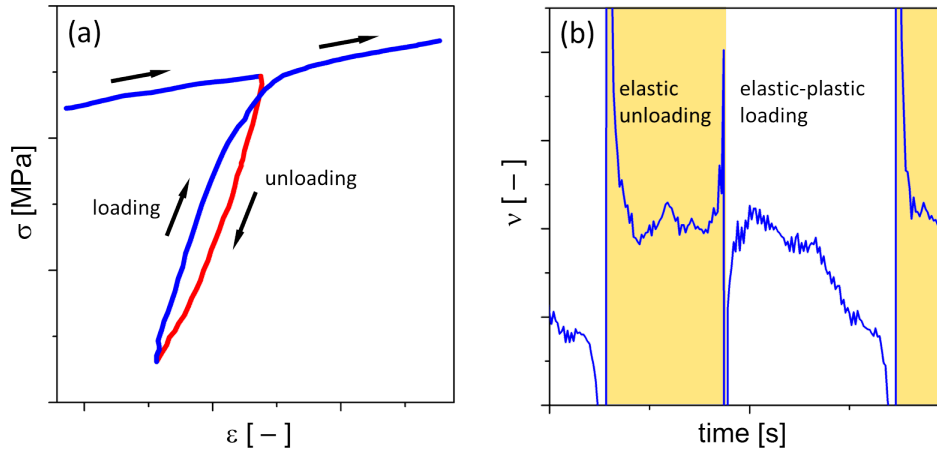 (a)
σ [MPa]
loading
unloading
ε [ – ]
(b)
ν [ – ]
elastic
unloading
elastic-plastic
loading
time [s]